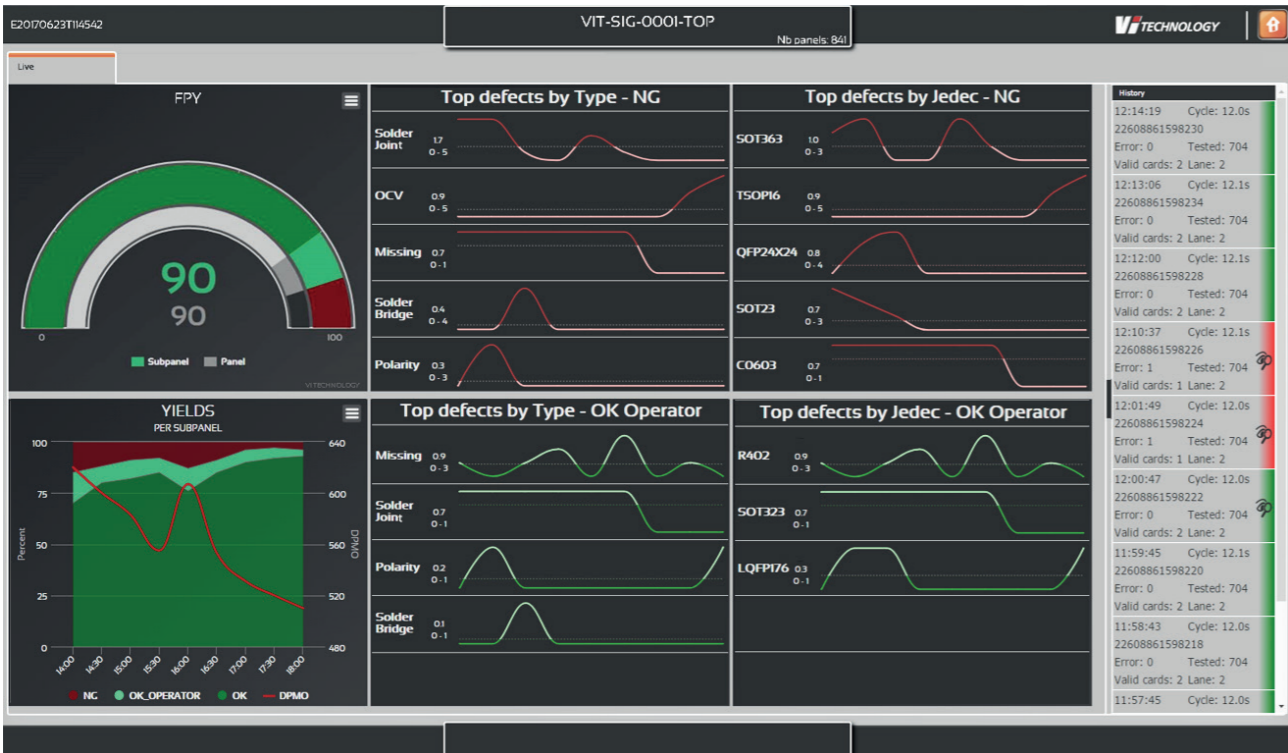 E20170623T114542
VIT-SIG-0001-TOP
Nb panels: 841
Vi TECHNOLOGY
Live
FPY
90
90
0
100
Subpanel
Panel
VITECHNOLOGY
Top defects by Type - NG
Solder Joint 1.7
0 - 5
OCV 0.9
0 - 5
Missing 0.7
0 - 1
Solder Bridge 0.4
0 - 4
Polarity 0.3
0 - 3
Top defects by Jedec - NG
SOT363 1.0
0 - 3
TSOP16 0.9
0 - 5
QFP24X24 0.8
0 - 4
SOT23 0.7
0 - 3
C0603 0.7
0 - 1
YIELDS
PER SUBPANEL
100
75
50
25
0
Percent
640
600
560
520
480
DPMO
14:00 14:30 15:00 15:30 16:00 16:30 17:00 17:30 18:00
NG OK_OPERATOR OK DPMO
Top defects by Type - OK Operator
Missing 0.9
0 - 3
Solder Joint 0.7
0 - 1
Polarity 0.2
0 - 1
Solder Bridge 0.1
0 - 1
Top defects by Jedec - OK Operator
R402 0.9
0 - 3
SOT323 0.7
0 - 1
LQFP176 0.3
0 - 1
History
12:14:19 Cycle: 12.0s
22608861598230
Error: 0 Tested: 704
Valid cards: 2 Lane: 2
12:13:06 Cycle: 12.1s
22608861598234
Error: 0 Tested: 704
Valid cards: 2 Lane: 2
12:12:00 Cycle: 12.1s
22608861598228
Error: 0 Tested: 704
Valid cards: 2 Lane: 2
12:10:37 Cycle: 12.1s
22608861598226
Error: 1 Tested: 704
Valid cards: 1 Lane: 2
12:01:49 Cycle: 12.0s
22608861598224
Error: 1 Tested: 704
Valid cards: 1 Lane: 2
12:00:47 Cycle: 12.0s
22608861598222
Error: 0 Tested: 704
Valid cards: 2 Lane: 2
11:59:45 Cycle: 12.1s
22608861598220
Error: 0 Tested: 704
Valid cards: 2 Lane: 2
11:58:43 Cycle: 12.0s
22608861598218
Error: 0 Tested: 704
Valid cards: 2 Lane: 2
11:57:45 Cycle: 12.0s